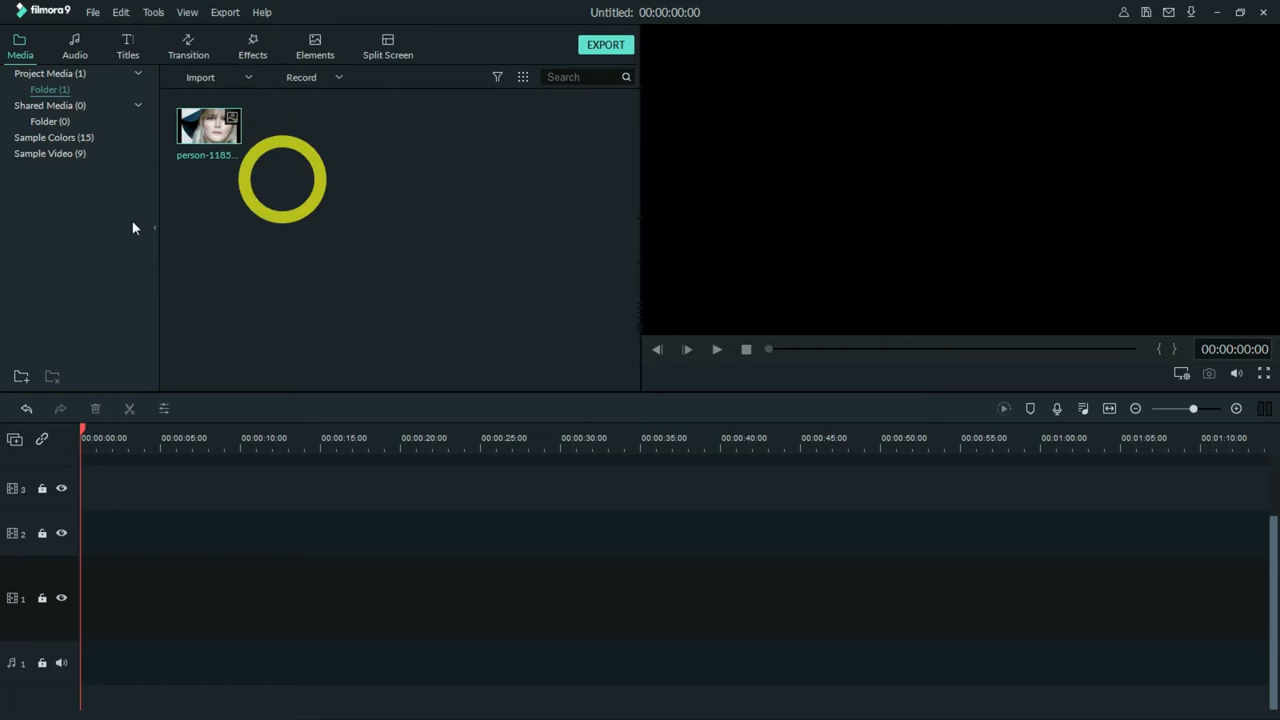 filmora9 File Edit Tools View Export Help Untitled: 00:00:00:00
Media Audio Titles Transition Effects Elements Split Screen EXPORT
Project Media (1) Import Record Search
Folder (1)
Shared Media (0)
Folder (0)
Sample Colors (15)
Sample Video (9)
person-1185...
00:00:00:00
00:00:00:00 00:00:05:00 00:00:10:00 00:00:15:00 00:00:20:00 00:00:25:00 00:00:30:00 00:00:35:00 00:00:40:00 00:00:45:00 00:00:50:00 00:00:55:00 00:01:00:00 00:01:05:00 00:01:10:00
3
2
1
1